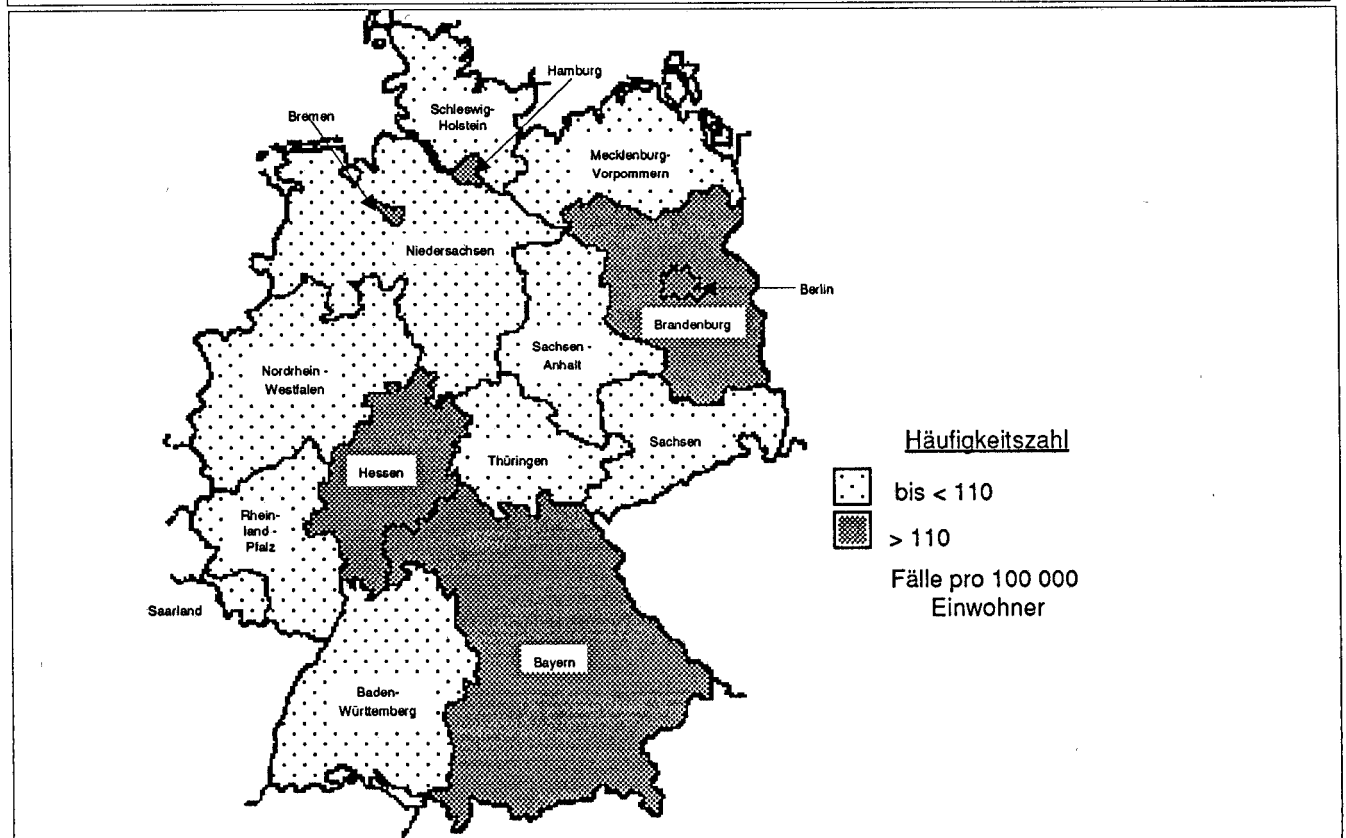 Hamburg
Schleswig-
Holstein
Bremen
Mecklenburg-
Vorpommern
Niedersachsen
Berlin
Brandenburg
Sachsen -
Anhalt
Nordrhein -
Westfalen
Sachsen
Thüringen
Hessen
Rhein-
land -
Pfalz
Saarland
Bayern
Baden-
Württemberg
Häufigkeitszahl
bis < 110
> 110
Fälle pro 100 000
Einwohner